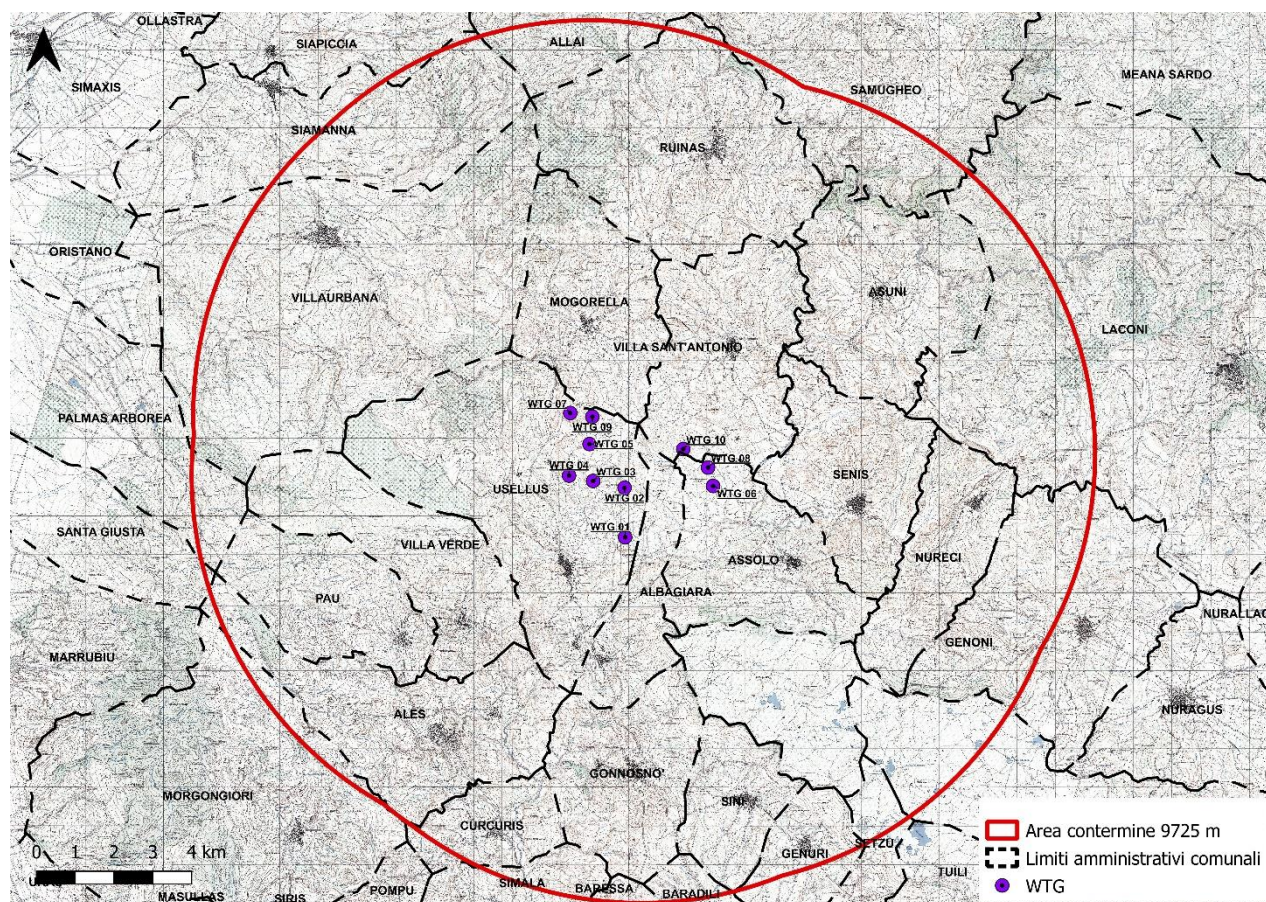 OLLASTRA
SIAPICCIA
ALLAI
SIMAXIS
MEANA SARDO
SAMUGHEO
SIAMANNA
RUINAS
ORISTANO
VILLAURBANA
MOGORELLA
ASUNI
LACONI
VILLA SANT'ANTONIO
PALMAS ARBOREA
WTG 07
WTG 09
WTG 05
WTG 10
WTG 08
WTG 04
WTG 03
USELLUS
WTG 02
WTG 06
SENIS
WTG 01
SANTA GIUSTA
VILLA VERDE
NURECI
ASSOLO
PAU
ALBAGIARA
NURALLAO
GENONI
MARRUBIU
ALES
NURAGUS
GONNOSNO'
MORGONGIORI
SINI
CURCURIS
SETZU
GENURI
SIMALA
BARESSA
BARADILI
TUILI
POMPU
SIRIS
MASULLAS
0 1 2 3 4 km
Area contermine 9725 m
Limiti amministrativi comunali
WTG